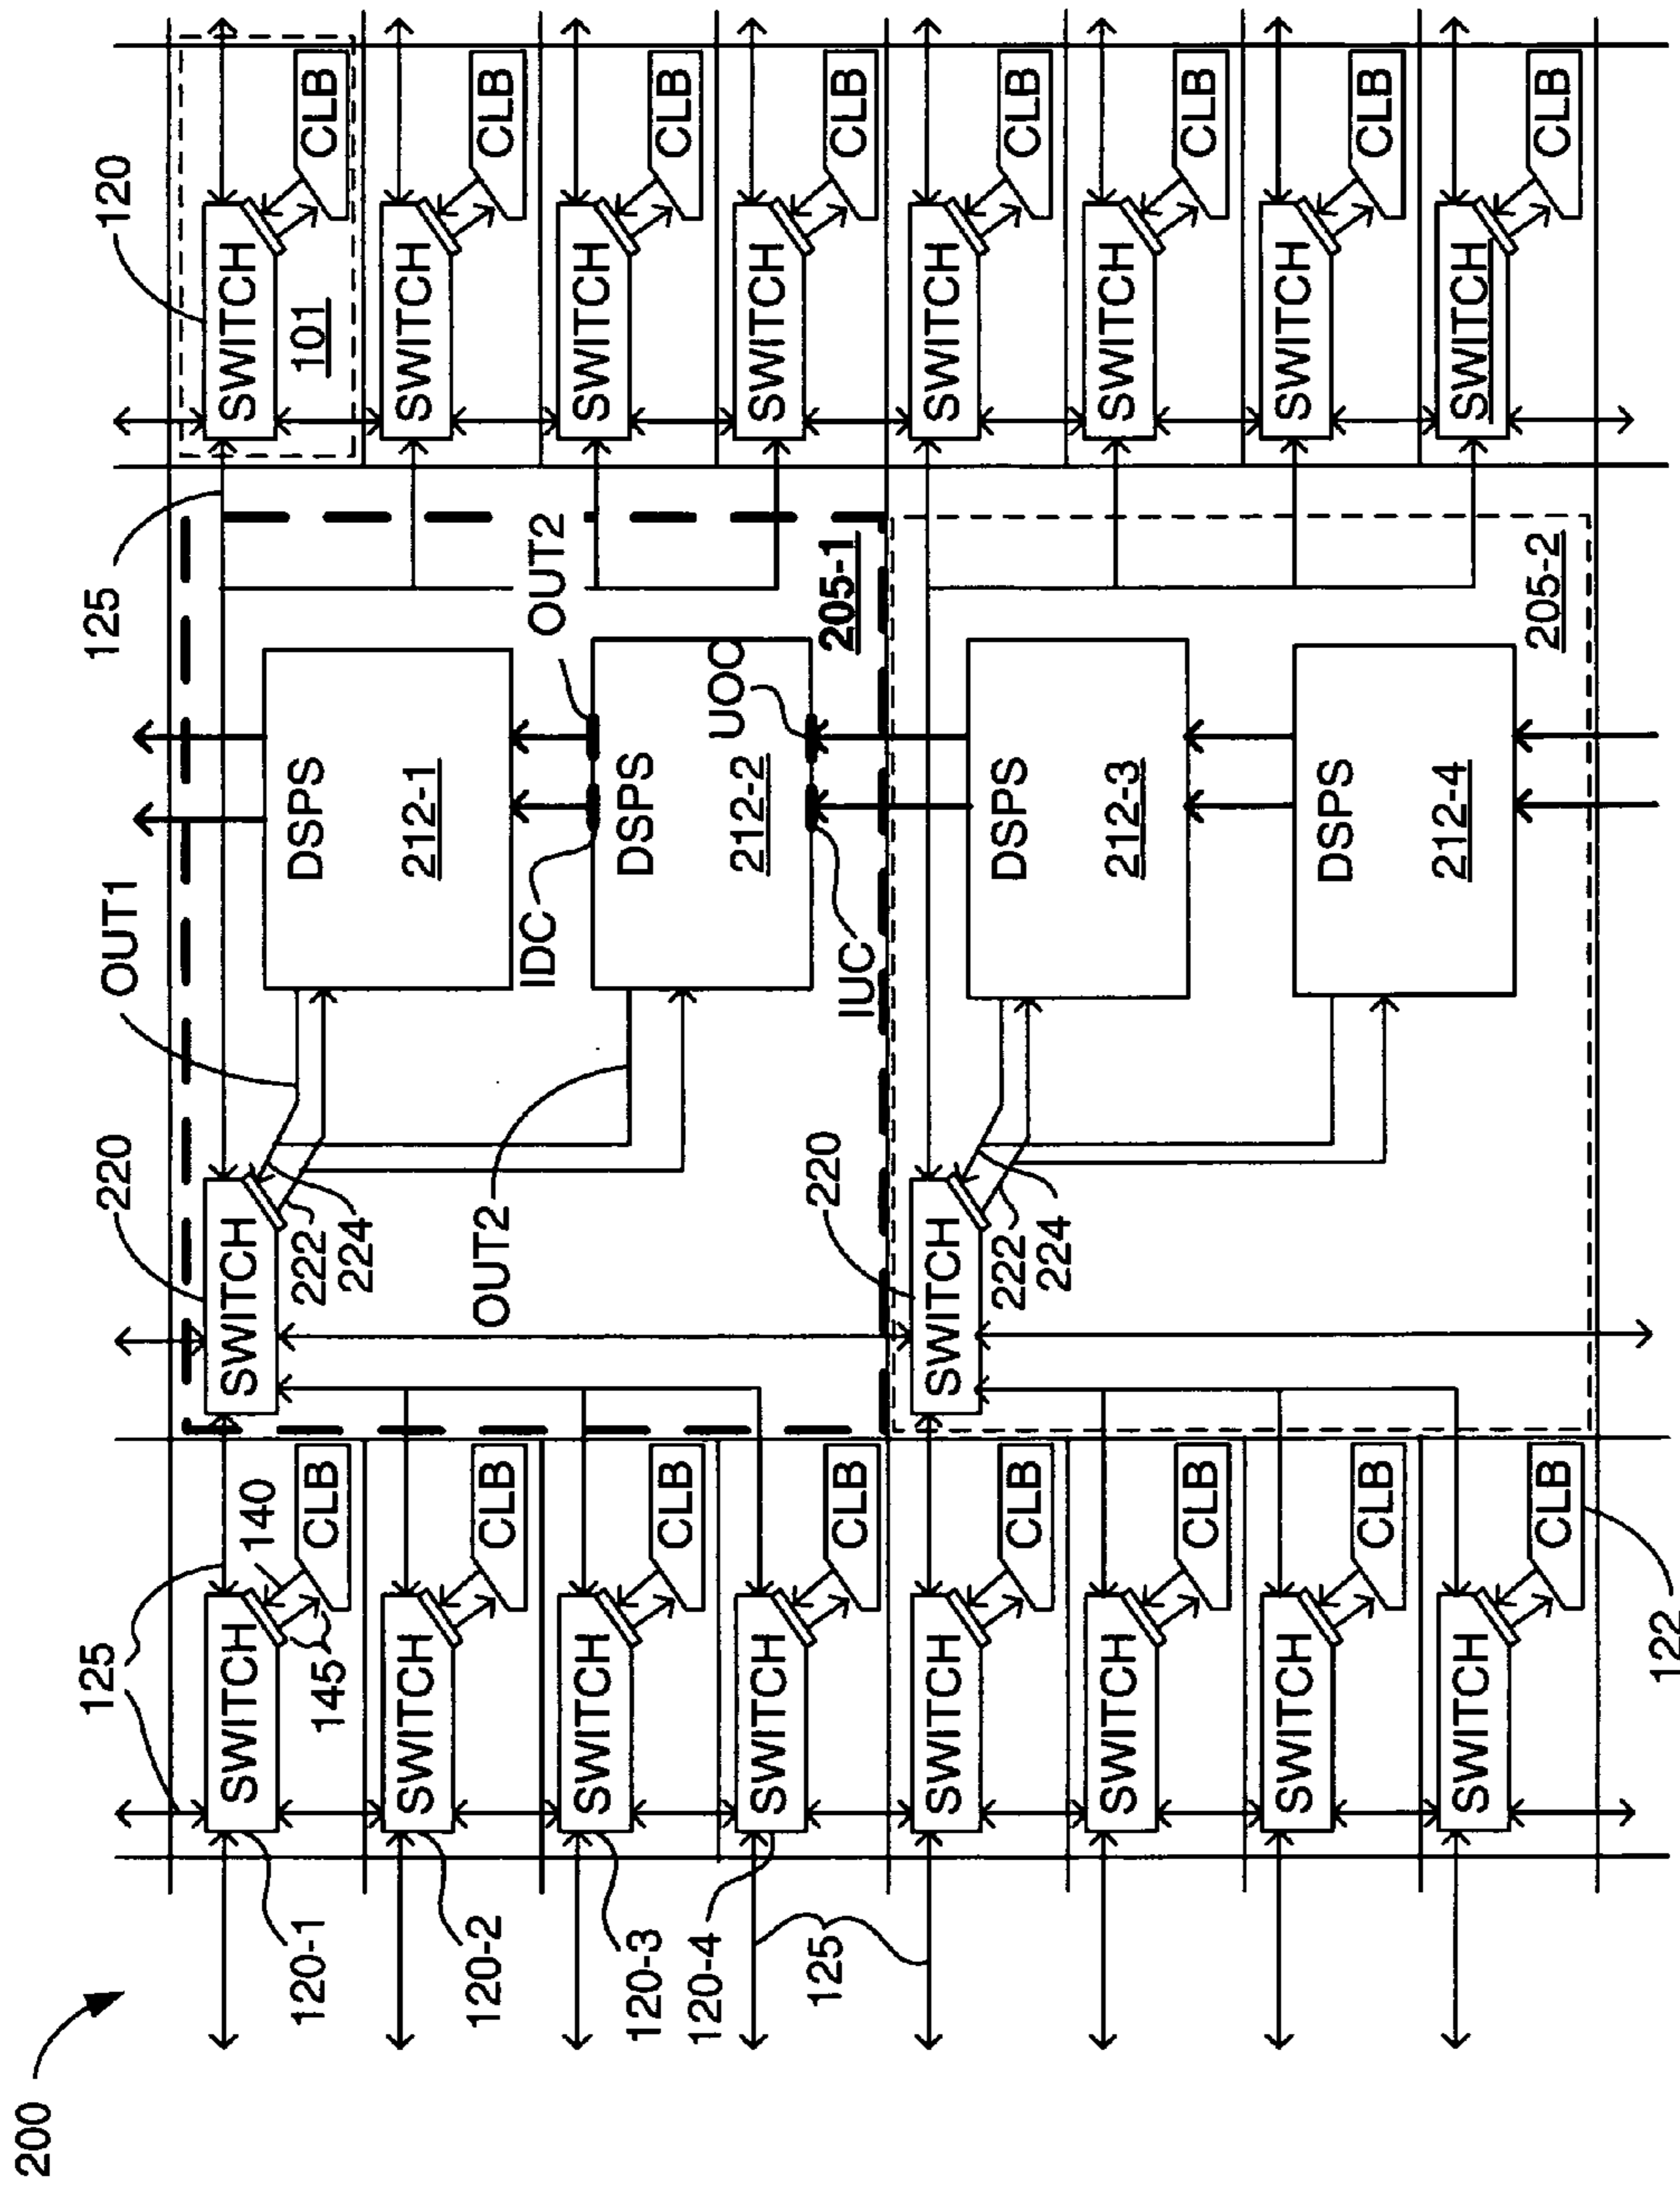 200
125
220
OUT1
125
120
SWITCH
SWITCH
SWITCH
140
120-1
145
CLB
222
224
DSPS
101
CLB
SWITCH
212-1
SWITCH
120-2
CLB
OUT2
CLB
IDC
OUT2
SWITCH
SWITCH
120-3
CLB
DSPS
CLB
120-4
UOO
SWITCH
212-2
SWITCH
125
220
205-1
CLB
IUC
CLB
SWITCH
SWITCH
SWITCH
222
224
DSPS
CLB
CLB
SWITCH
212-3
SWITCH
CLB
CLB
SWITCH
SWITCH
DSPS
CLB
CLB
SWITCH
212-4
SWITCH
CLB
205-2
CLB
122